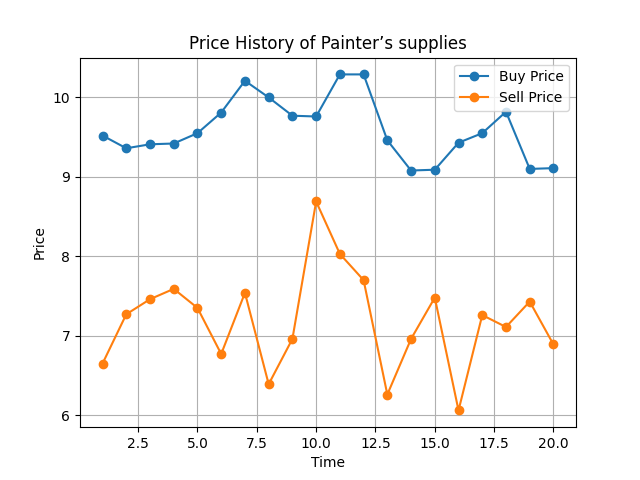 Price History of Painter’s supplies
Buy Price
Sell Price
10
9
8
7
6
Price
2.5 5.0 7.5 10.0 12.5 15.0 17.5 20.0
Time